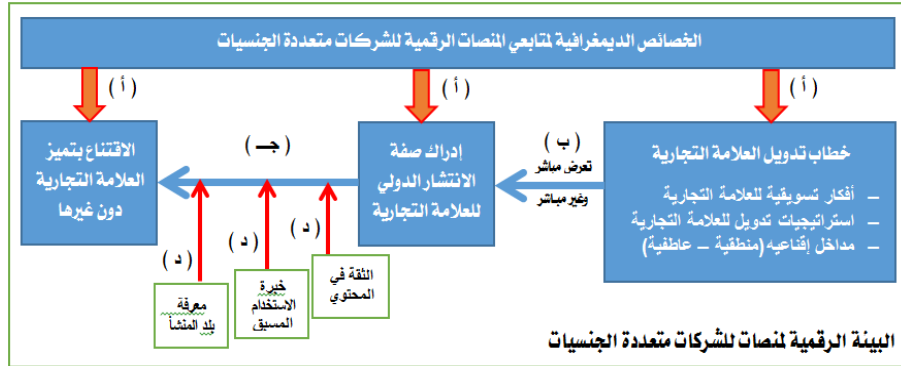 الخصائص الديمغرافية لمتابعي المنصات الرقمية للشركات متعددة الجنسيات
( أ )
( أ )
( أ )
خطاب تدويل العلامة التجارية
– أفكار تسويقية للعلامة التجارية
– استراتيجيات تدويل للعلامة التجارية
– مداخل إقناعيه (منطقية – عاطفية)
( ب )
تعرض مباشر
وغير مباشر
إدراك صفة
الانتشار الدولي
للعلامة التجارية
( جـ )
الاقتناع بتميز
العلامة التجارية
دون غيرها
( د )
( د )
( د )
الثقة في
المحتوي
خبرة
الاستخدام
المسبق
معرفة
بلد المنشأ
البيئة الرقمية لمنصات للشركات متعددة الجنسيات